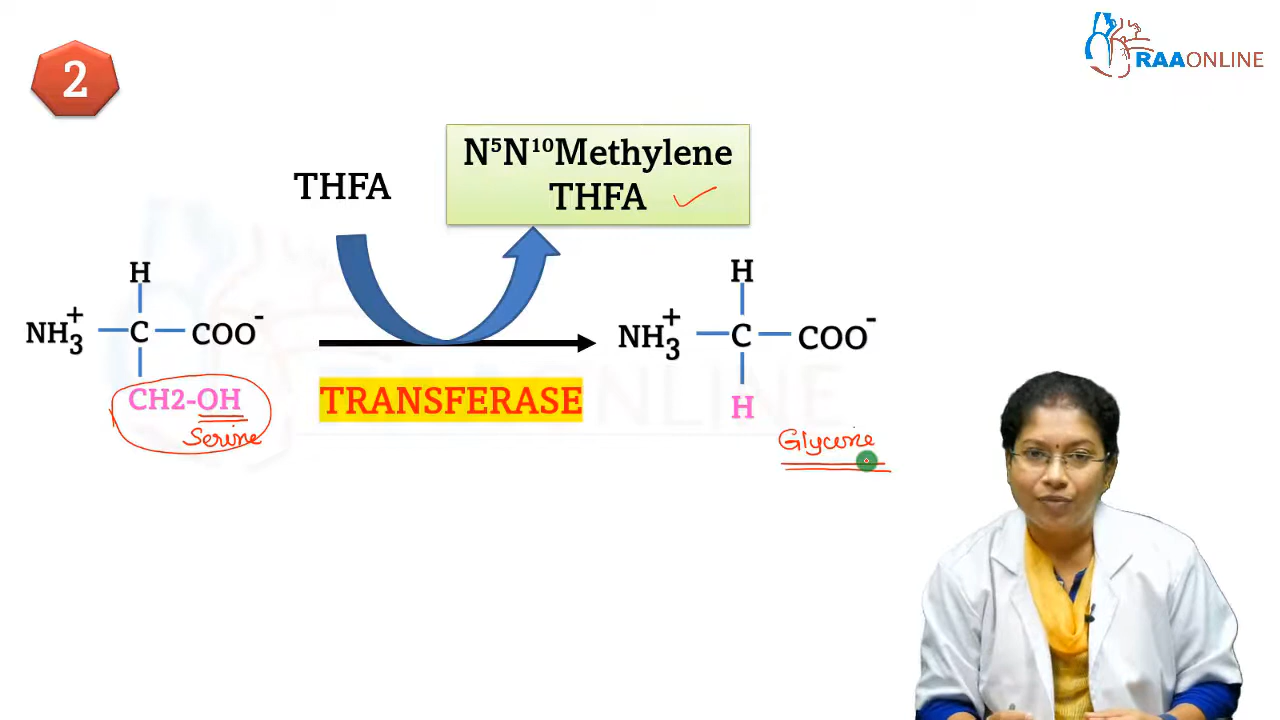 2
RAAONLINE
N⁵N¹⁰Methylene
THFA
THFA
H
NH₃⁺ C COO⁻
CH2-OH
Serine
TRANSFERASE
H
NH₃⁺ C COO⁻
H
Glycine